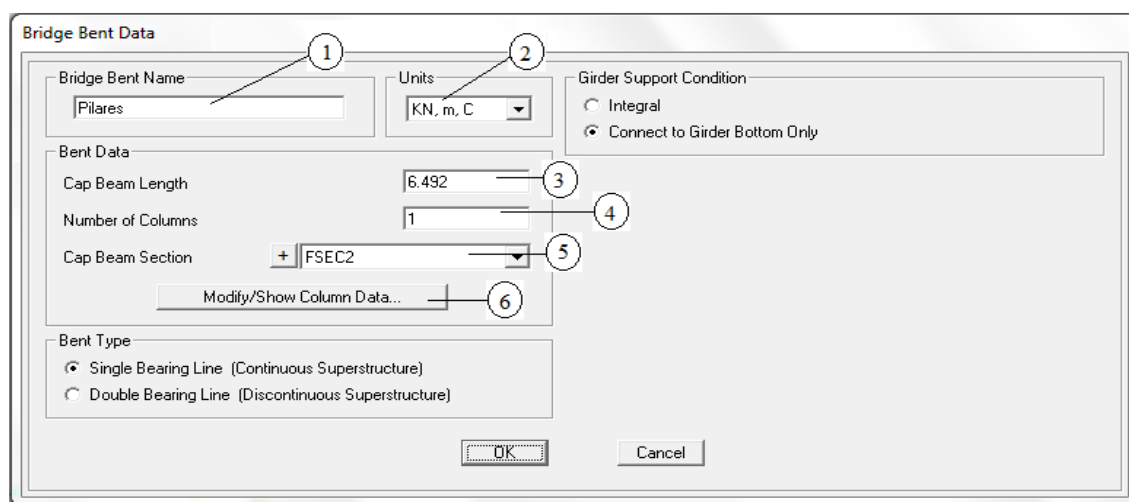 Bridge Bent Data
1
2
Bridge Bent Name
Units
Girder Support Condition
Pilares
KN, m, C
Integral
Connect to Girder Bottom Only
Bent Data
Cap Beam Length
6.492
3
Number of Columns
1
4
Cap Beam Section
+
FSEC2
5
Modify/Show Column Data...
6
Bent Type
Single Bearing Line (Continuous Superstructure)
Double Bearing Line (Discontinuous Superstructure)
OK
Cancel